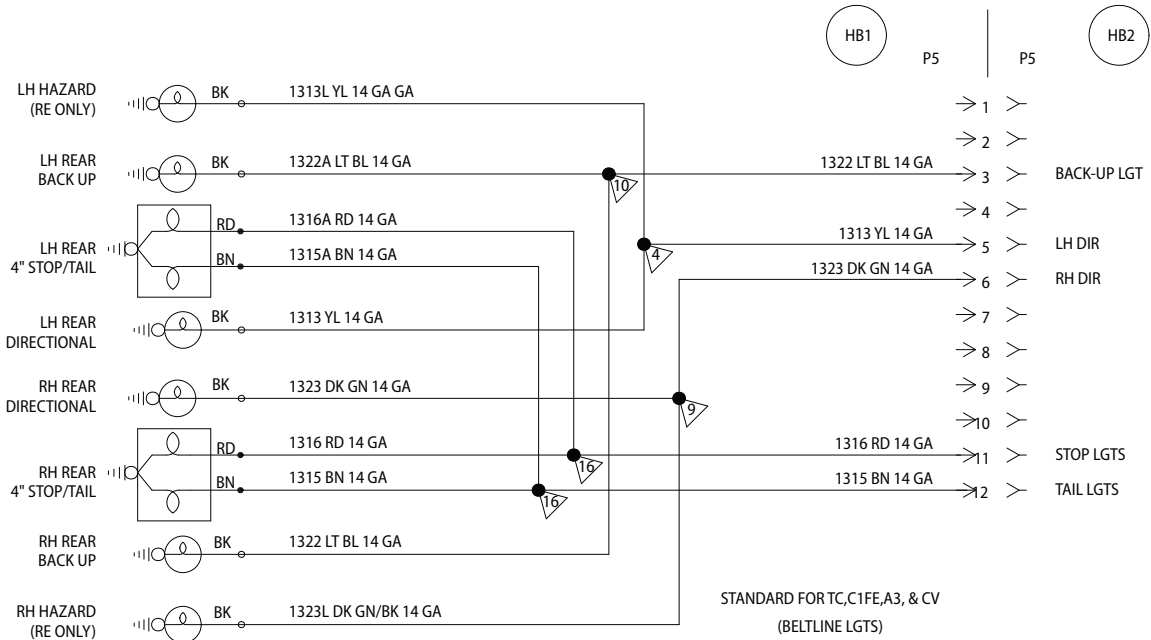 HB1
P5
P5
HB2
LH HAZARD
(RE ONLY)
BK
1313L YL 14 GA GA
1
2
LH REAR
BACK UP
BK
1322A LT BL 14 GA
10
1322 LT BL 14 GA
3
BACK-UP LGT
4
LH REAR
4" STOP/TAIL
RD
1316A RD 14 GA
BN
1315A BN 14 GA
4
1313 YL 14 GA
5
LH DIR
1323 DK GN 14 GA
6
RH DIR
7
LH REAR
DIRECTIONAL
BK
1313 YL 14 GA
8
RH REAR
DIRECTIONAL
BK
1323 DK GN 14 GA
9
9
10
RH REAR
4" STOP/TAIL
RD
1316 RD 14 GA
16
1316 RD 14 GA
11
STOP LGTS
BN
1315 BN 14 GA
16
1315 BN 14 GA
12
TAIL LGTS
RH REAR
BACK UP
BK
1322 LT BL 14 GA
RH HAZARD
(RE ONLY)
BK
1323L DK GN/BK 14 GA
STANDARD FOR TC,C1FE,A3, & CV
(BELTLINE LGTS)